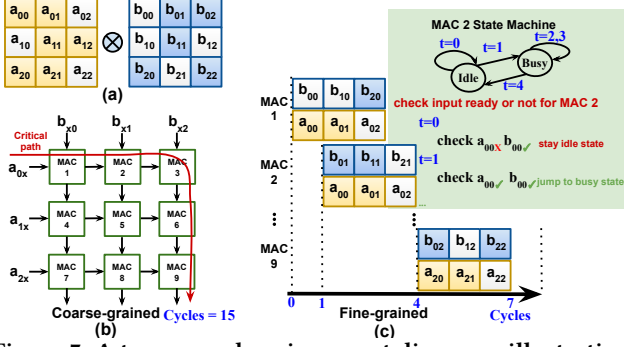 a00 a01 a02
a10 a11 a12
a20 a21 a22
⊗
b00 b01 b02
b10 b11 b12
b20 b21 b22
(a)
MAC 2 State Machine
t=0
t=1
t=2,3
Idle
Busy
t=4
check input ready or not for MAC 2
t=0
check a00x b00✓ stay idle state
t=1
check a00✓ b00✓ jump to busy state
bx0 bx1 bx2
Critical
path
a0x
MAC
1
MAC
2
MAC
3
a1x
MAC
4
MAC
5
MAC
6
a2x
MAC
7
MAC
8
MAC
9
Coarse-grained
Cycles = 15
(b)
MAC
1
b00 b10 b20
a00 a01 a02
MAC
2
b01 b11 b21
a00 a01 a02 ...
MAC
9
b02 b12 b22
a20 a21 a22
0 1 4 7
Fine-grained
Cycles
(c)